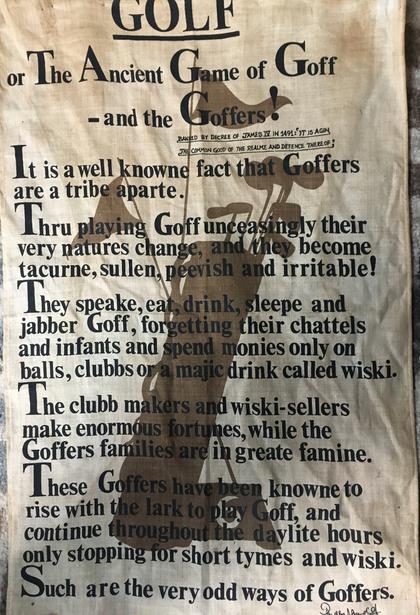 GOLF
or The Ancient Game of Goff
– and the Goffers!
BANNED BY DECREE OF JAMES IV IN 1491: "IT IS AGIN
THE COMMON GOOD OF THE REALME AND DEFENCE THEREOF!
It is a well knowne fact that Goffers
are a tribe aparte.
Thru playing Goff unceasingly their
very natures change, and they become
tacurne, sullen, peevish and irritable!
They speake, eat, drink, sleepe and
jabber Goff, forgetting their chattels
and infants and spend monies only on
balls, clubbs or a majic drink called wiski.
The clubb makers and wiski-sellers
make enormous fortunes, while the
Goffers families are in greate famine.
These Goffers have been knowne to
rise with the lark to play Goff, and
continue throughout the daylite hours
only stopping for short tymes and wiski.
Such are the very odd ways of Goffers.